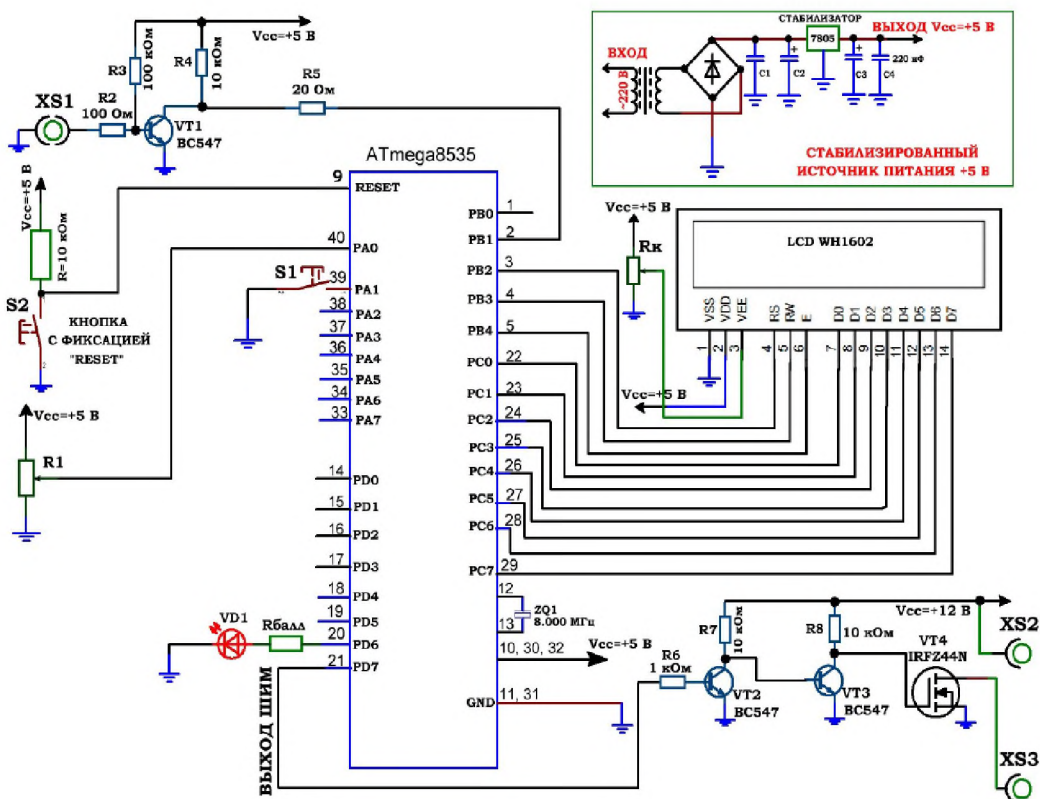 Vcc=+5 В
R3
100 кОм
R4
10 кОм
R5
20 Ом
XS1
R2
100 Ом
VT1
BC547
СТАБИЛИЗАТОР
7805
ВЫХОД Vcc=+5 В
ВХОД
~220 В
C1
+
C2
+
C3
C4
220 нФ
СТАБИЛИЗИРОВАННЫЙ
ИСТОЧНИК ПИТАНИЯ +5 В
ATmega8535
Vcc=+5 В
R=10 кОм
S2
КНОПКА
С ФИКСАЦИЕЙ
"RESET"
Vcc=+5 В
R1
S1
9
RESET
40
PA0
39
PA1
38
PA2
37
PA3
36
PA4
35
PA5
34
PA6
33
PA7
14
PD0
15
PD1
16
PD2
17
PD3
18
PD4
19
PD5
20
PD6
21
PD7
VD1
Rбалл
ВЫХОД ШИМ
PB0
1
PB1
2
PB2
3
PB3
4
PB4
5
PC0
22
PC1
23
PC2
24
PC3
25
PC4
26
PC5
27
PC6
28
PC7
29
12
ZQ1
8.000 МГц
13
10, 30, 32
Vcc=+5 В
GND
11, 31
Vcc=+5 В
Rк
LCD WH1602
VSS VDD VEE RS RW E D0 D1 D2 D3 D4 D5 D6 D7
1 2 3 4 5 6 7 8 9 10 11 12 13 14
Vcc=+5 В
R6
1 кОм
R7
10 кОм
VT2
BC547
R8
10 кОм
VT3
BC547
Vcc=+12 В
VT4
IRFZ44N
XS2
XS3